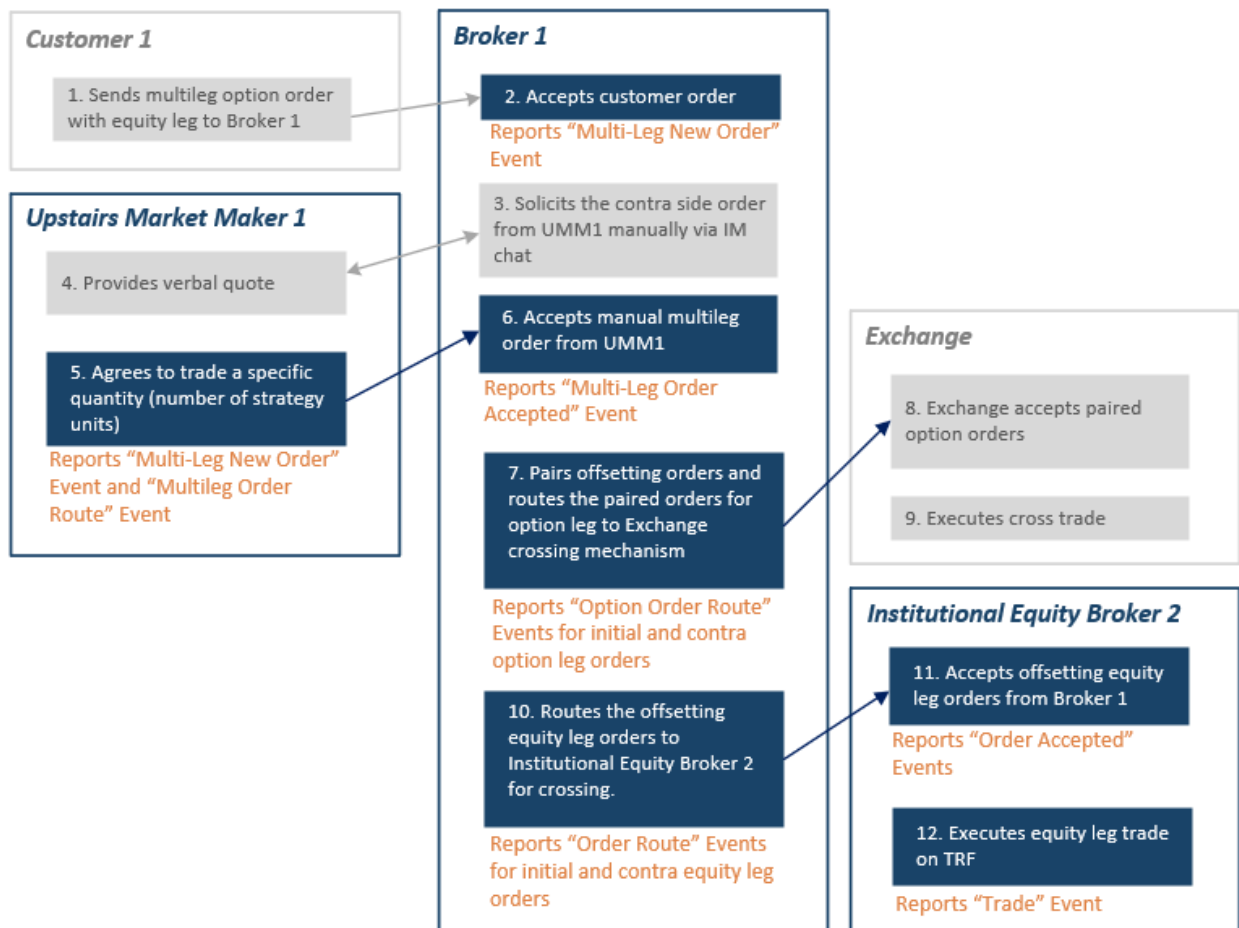 Customer 1
1. Sends multileg option order
with equity leg to Broker 1
Upstairs Market Maker 1
4. Provides verbal quote
5. Agrees to trade a specific
quantity (number of strategy
units)
Reports “Multi-Leg New Order”
Event and “Multileg Order
Route” Event
Broker 1
2. Accepts customer order
Reports “Multi-Leg New Order”
Event
3. Solicits the contra side order
from UMM1 manually via IM
chat
6. Accepts manual multileg
order from UMM1
Reports “Multi-Leg Order
Accepted” Event
7. Pairs offsetting orders and
routes the paired orders for
option leg to Exchange
crossing mechanism
Reports “Option Order Route”
Events for initial and contra
option leg orders
10. Routes the offsetting
equity leg orders to
Institutional Equity Broker 2
for crossing.
Reports “Order Route” Events
for initial and contra equity leg
orders
Exchange
8. Exchange accepts paired
option orders
9. Executes cross trade
Institutional Equity Broker 2
11. Accepts offsetting equity
leg orders from Broker 1
Reports “Order Accepted”
Events
12. Executes equity leg trade
on TRF
Reports “Trade” Event